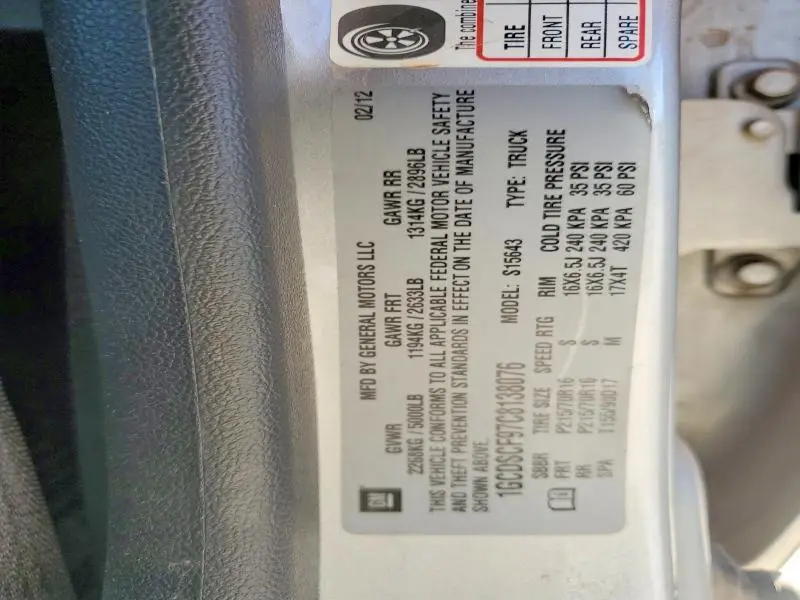 The combine
TIRE
FRONT
REAR
SPARE
GM
MFD BY GENERAL MOTORS LLC 02/12
GVWR GAWR FRT GAWR RR
2268KG / 5000LB 1194KG / 2633LB 1314KG / 2896LB
THIS VEHICLE CONFORMS TO ALL APPLICABLE FEDERAL MOTOR VEHICLE SAFETY
AND THEFT PREVENTION STANDARDS IN EFFECT ON THE DATE OF MANUFACTURE
SHOWN ABOVE.
1GCDSCF97C8138076 MODEL: S15643 TYPE: TRUCK
TIRE SIZE SPEED RTG RIM COLD TIRE PRESSURE
FRT P215/70R16 S 16X6.5J 240 KPA 35 PSI
RR P215/70R16 S 16X6.5J 240 KPA 35 PSI
SPA M 17X4T 420 KPA 60 PSI